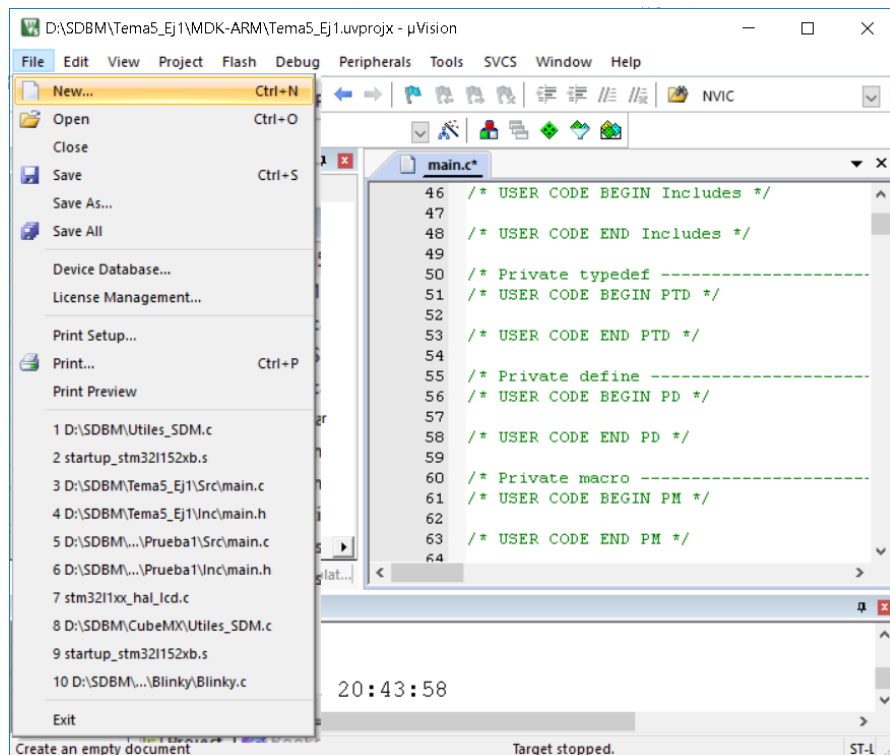 D:\SDBM\Tema5_Ej1\MDK-ARM\Tema5_Ej1.uvprojx - µVision
File Edit View Project Flash Debug Peripherals Tools SVCS Window Help
New... Ctrl+N
NVIC
Open Ctrl+O
Close
Save Ctrl+S
Save As...
Save All
Device Database...
License Management...
Print Setup...
Print... Ctrl+P
Print Preview
1 D:\SDBM\Utiles_SDM.c
2 startup_stm32l152xb.s
3 D:\SDBM\Tema5_Ej1\Src\main.c
4 D:\SDBM\Tema5_Ej1\Inc\main.h
5 D:\SDBM\...\Prueba1\Src\main.c
6 D:\SDBM\...\Prueba1\Inc\main.h
7 stm32l1xx_hal_lcd.c
8 D:\SDBM\CubeMX\Utiles_SDM.c
9 startup_stm32l152xb.s
10 D:\SDBM\...\Blinky\Blinky.c
Exit
main.c*
46 /* USER CODE BEGIN Includes */
47
48 /* USER CODE END Includes */
49
50 /* Private typedef -----------------------
51 /* USER CODE BEGIN PTD */
52
53 /* USER CODE END PTD */
54
55 /* Private define ------------------------
56 /* USER CODE BEGIN PD */
57
58 /* USER CODE END PD */
59
60 /* Private macro -------------------------
61 /* USER CODE BEGIN PM */
62
63 /* USER CODE END PM */
64
plat...
20:43:58
Create an empty document Target stopped. ST-L